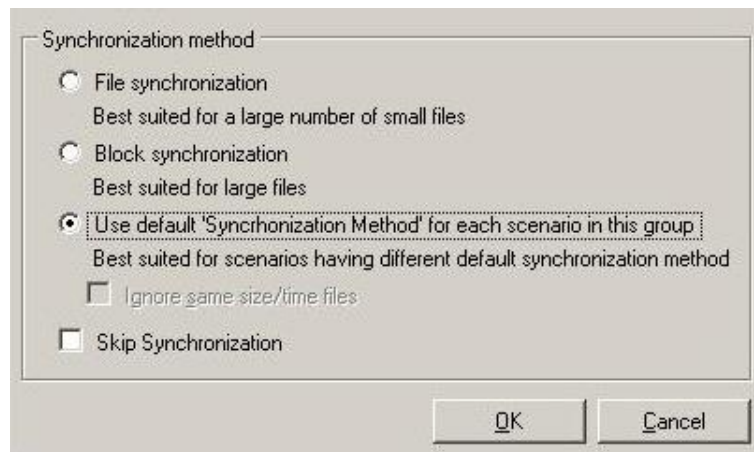 Synchronization method
File synchronization
Best suited for a large number of small files
Block synchronization
Best suited for large files
Use default 'Syncrhonization Method' for each scenario in this group
Best suited for scenarios having different default synchronization method
Ignore same size/time files
Skip Synchronization
OK
Cancel